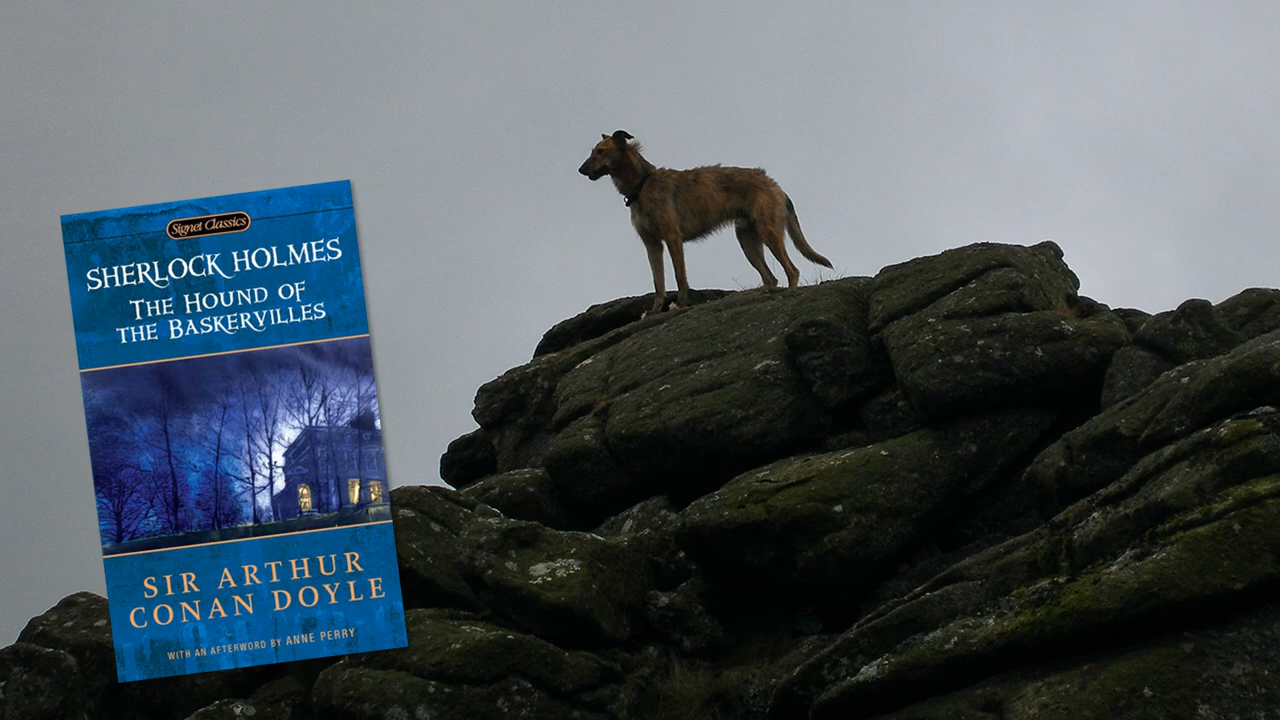 Signet Classics
SHERLOCK HOLMES
THE HOUND OF
THE BASKERVILLES
SIR ARTHUR
CONAN DOYLE
WITH AN AFTERWORD BY ANNE PERRY